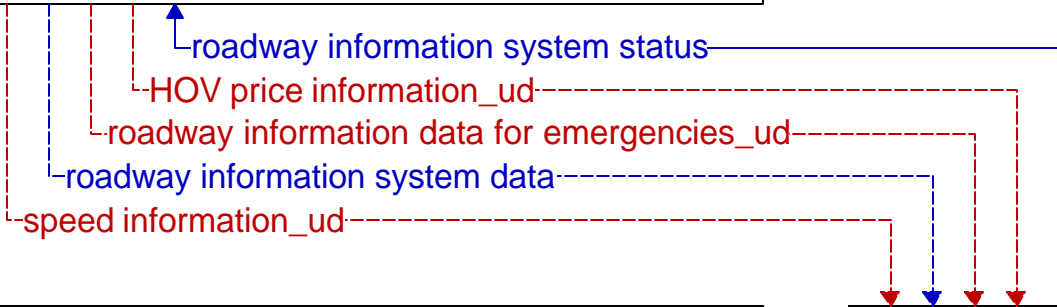 roadway information system status
HOV price information_ud
roadway information data for emergencies_ud
roadway information system data
speed information_ud